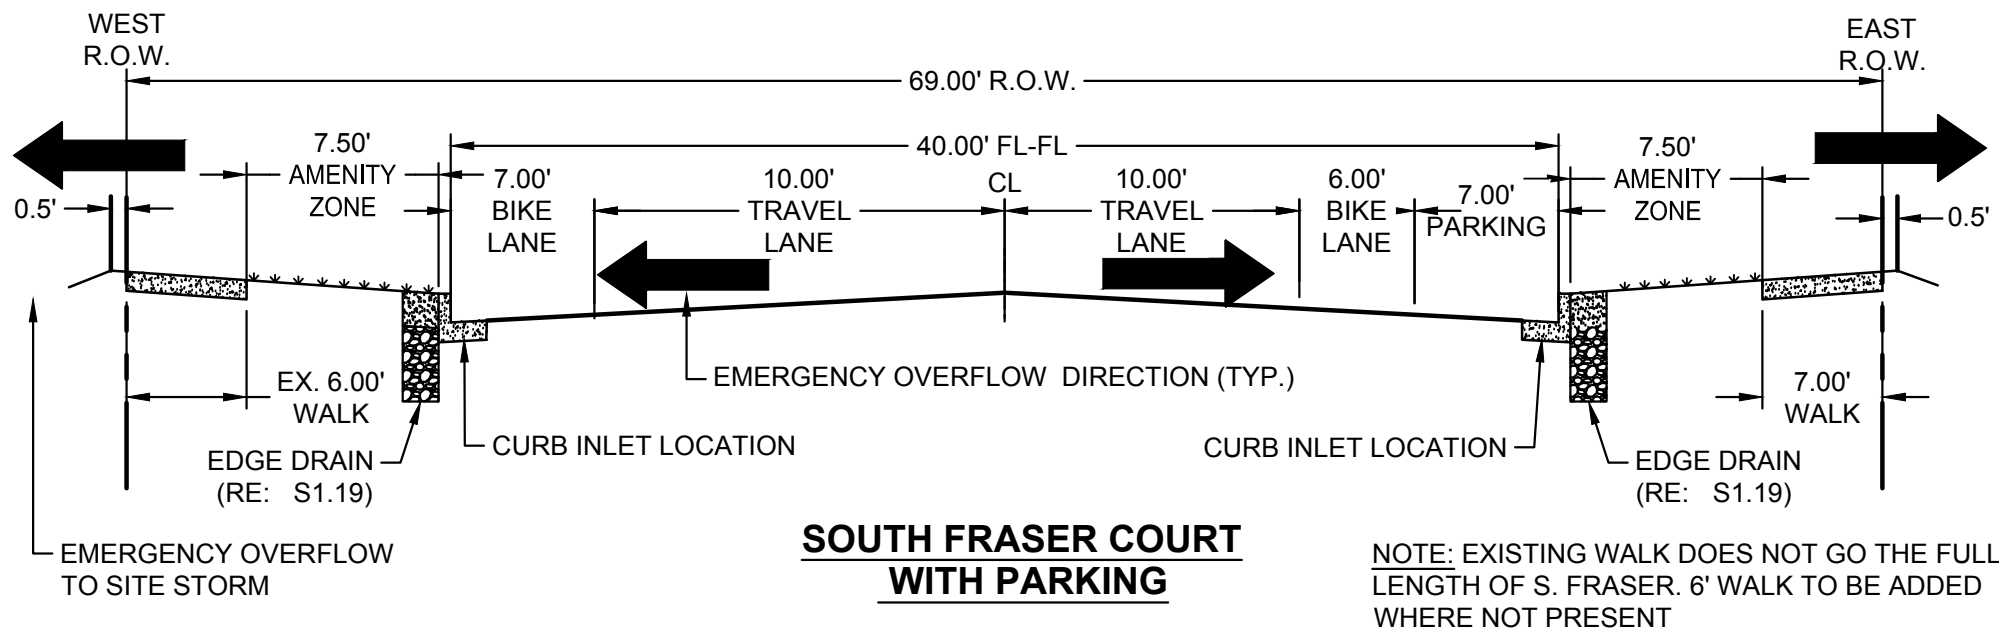 WEST
R.O.W.
EAST
R.O.W.
69.00' R.O.W.
40.00' FL-FL
7.50'
AMENITY
ZONE
7.00'
BIKE
LANE
10.00'
TRAVEL
LANE
CL
10.00'
TRAVEL
LANE
6.00'
BIKE
LANE
7.00'
PARKING
7.50'
AMENITY
ZONE
0.5'
0.5'
EX. 6.00'
WALK
EMERGENCY OVERFLOW DIRECTION (TYP.)
7.00'
WALK
CURB INLET LOCATION
CURB INLET LOCATION
EDGE DRAIN
(RE: S1.19)
EDGE DRAIN
(RE: S1.19)
EMERGENCY OVERFLOW
TO SITE STORM
SOUTH FRASER COURT
WITH PARKING
NOTE: EXISTING WALK DOES NOT GO THE FULL
LENGTH OF S. FRASER. 6' WALK TO BE ADDED
WHERE NOT PRESENT